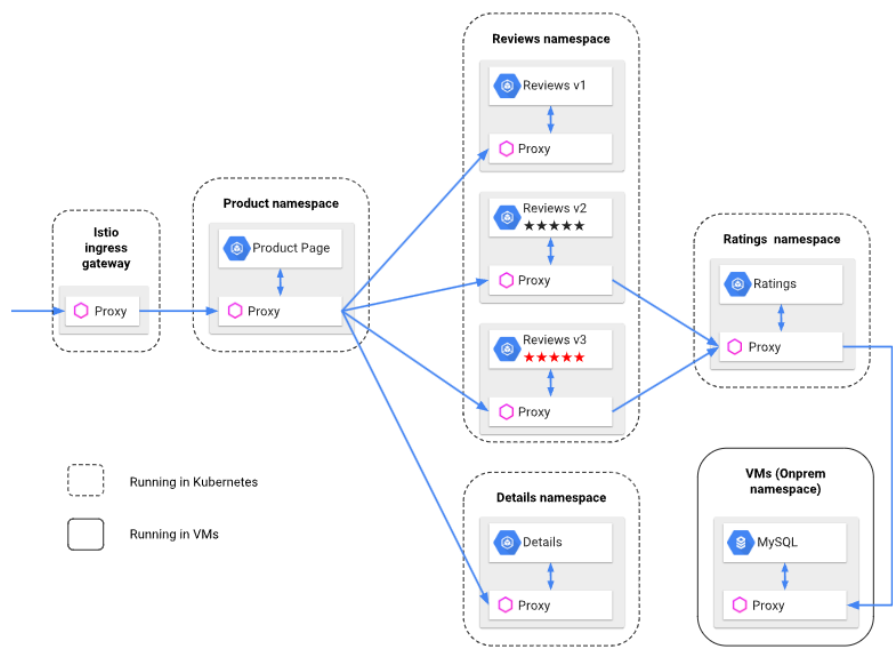 Reviews namespace
Reviews v1
Proxy
Reviews v2
★★★★★
Proxy
Reviews v3
★★★★★
Proxy
Product namespace
Product Page
Proxy
Istio
ingress
gateway
Proxy
Ratings namespace
Ratings
Proxy
Running in Kubernetes
Running in VMs
Details namespace
Details
Proxy
VMs (Onprem
namespace)
MySQL
Proxy